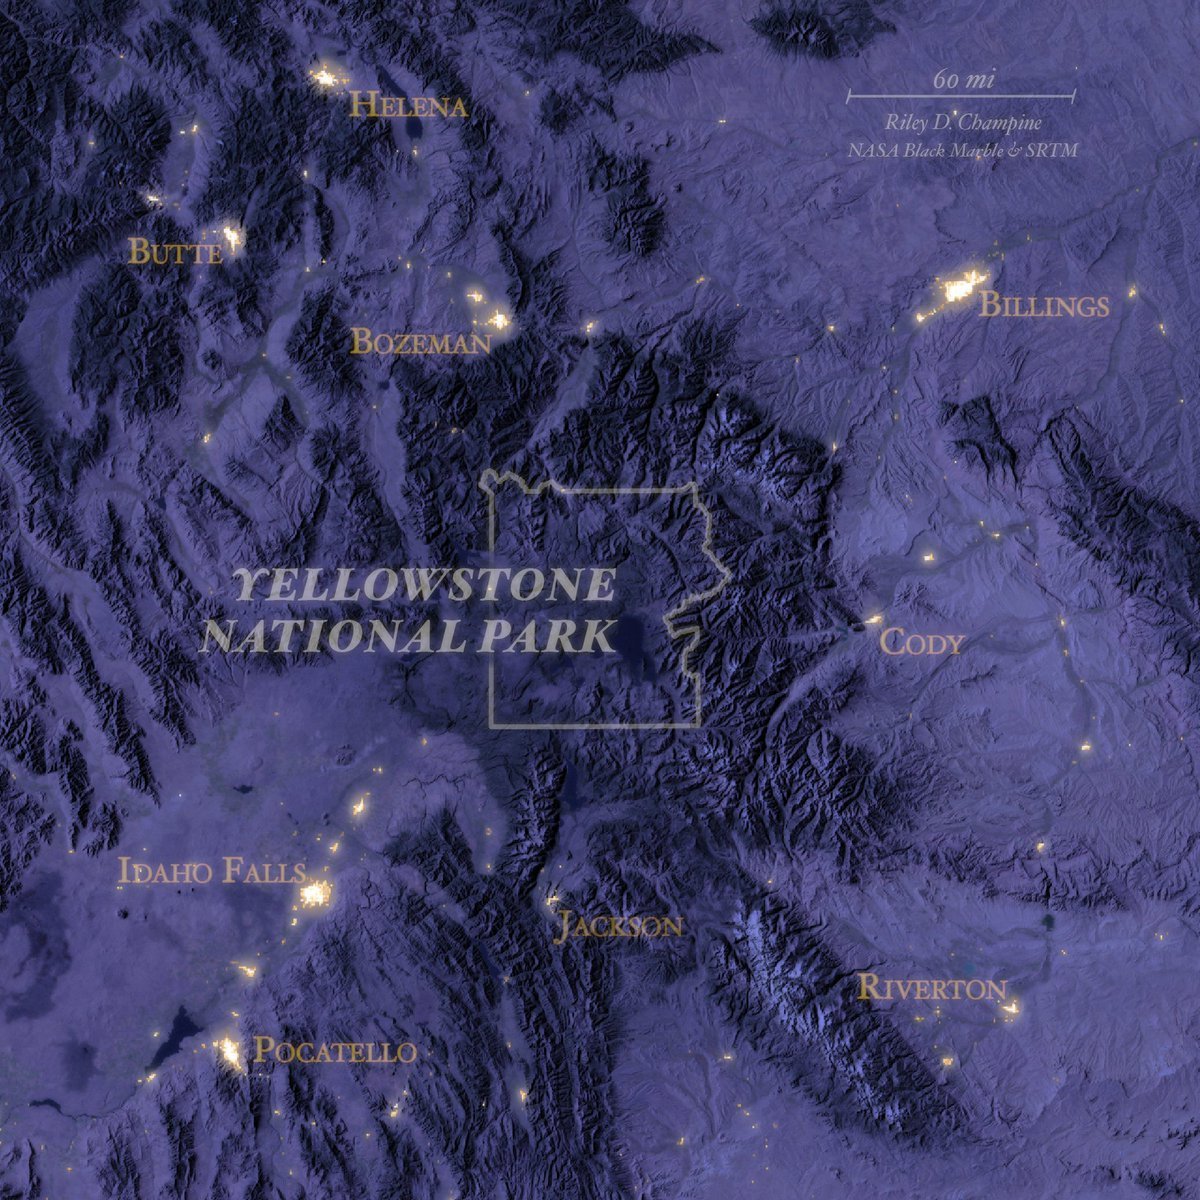 60 mi
Riley D. Champine
NASA Black Marble & SRTM
HELENA
BUTTE
BILLINGS
BOZEMAN
YELLOWSTONE
NATIONAL PARK
CODY
IDAHO FALLS
JACKSON
RIVERTON
POCATELLO